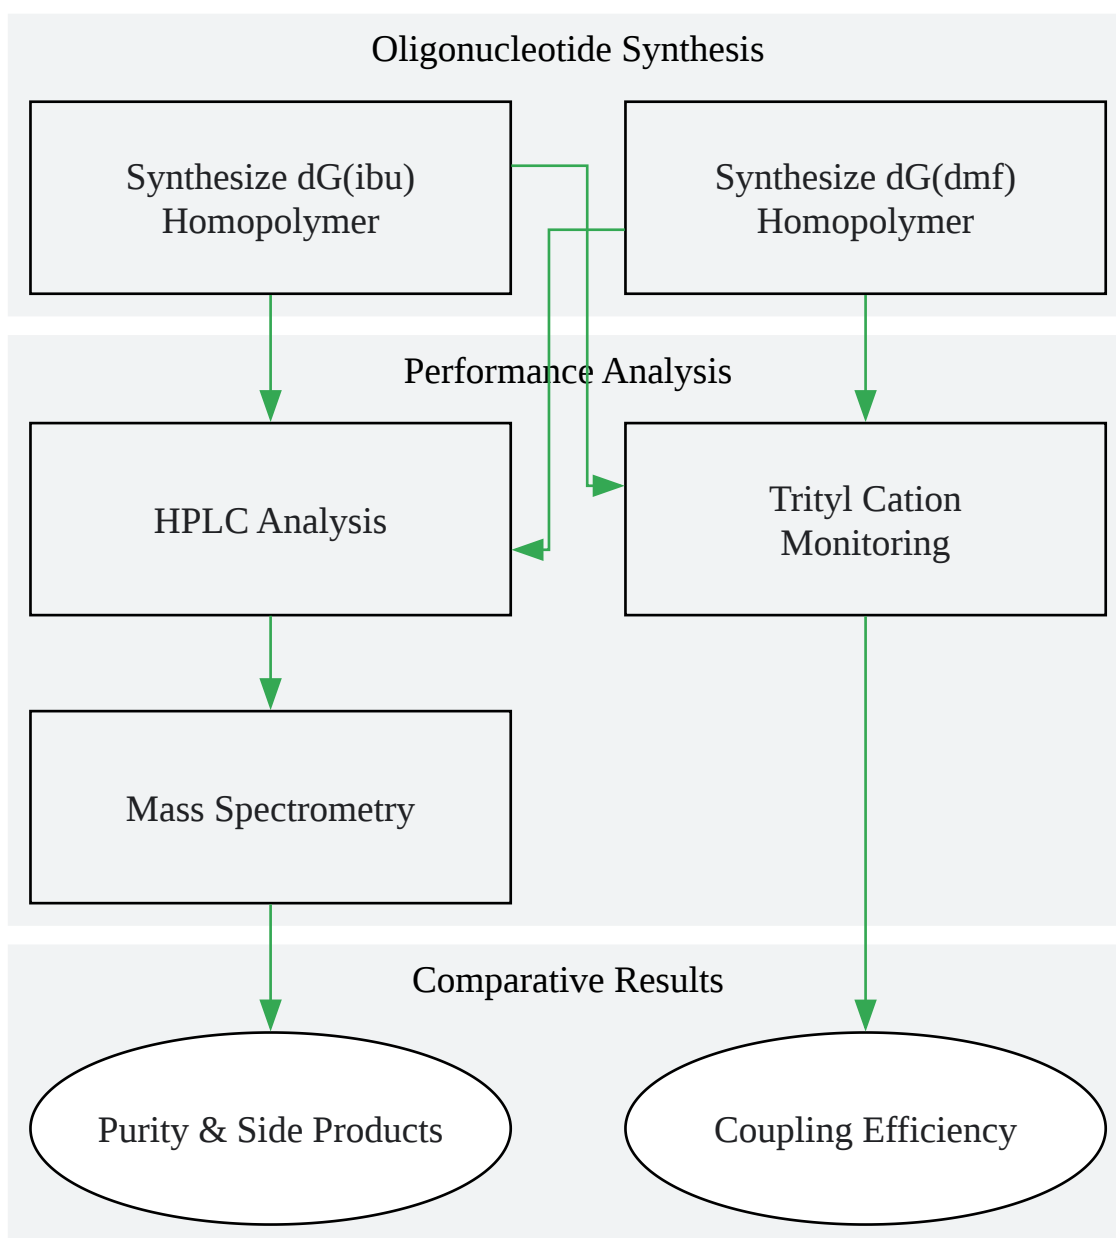 Oligonucleotide Synthesis
Synthesize dG(ibu)
Homopolymer
Synthesize dG(dmf)
Homopolymer
Performance Analysis
HPLC Analysis
Trityl Cation
Monitoring
Mass Spectrometry
Comparative Results
Purity & Side Products
Coupling Efficiency